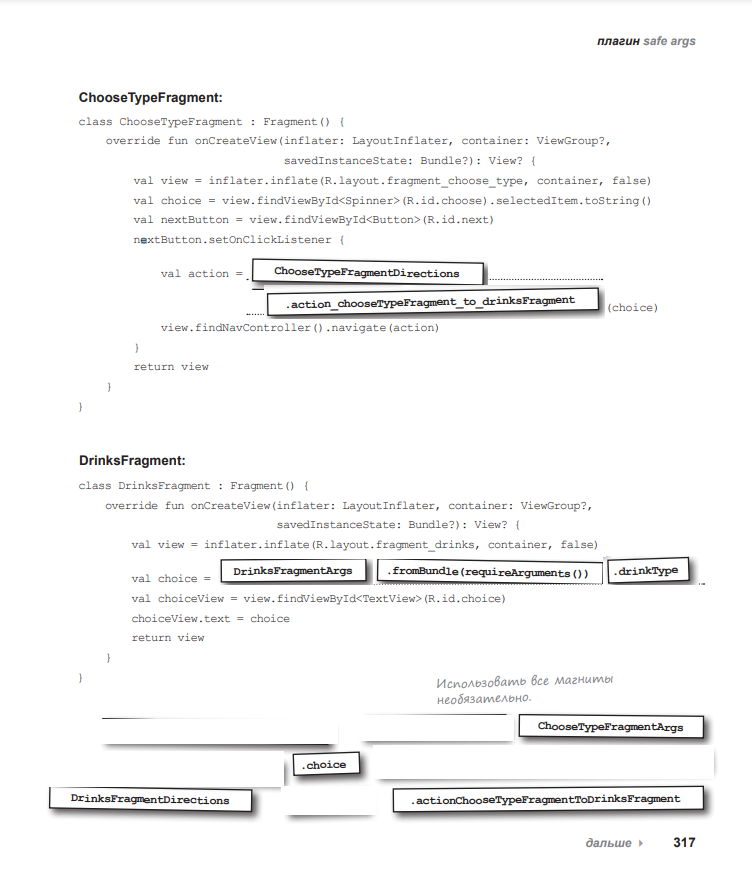 плагин safe args
ChooseTypeFragment:
class ChooseTypeFragment : Fragment() {
override fun onCreateView(inflater: LayoutInflater, container: ViewGroup?,
savedInstanceState: Bundle?): View? {
val view = inflater.inflate(R.layout.fragment_choose_type, container, false)
val choice = view.findViewById<Spinner>(R.id.choose).selectedItem.toString()
val nextButton = view.findViewById<Button>(R.id.next)
nextButton.setOnClickListener {
val action = ChooseTypeFragmentDirections
.action_chooseTypeFragment_to_drinksFragment (choice)
view.findNavController().navigate(action)
}
return view
}
}
DrinksFragment:
class DrinksFragment : Fragment() {
override fun onCreateView(inflater: LayoutInflater, container: ViewGroup?,
savedInstanceState: Bundle?): View? {
val view = inflater.inflate(R.layout.fragment_drinks, container, false)
val choice = DrinksFragmentArgs .fromBundle(requireArguments()) .drinkType
val choiceView = view.findViewById<TextView>(R.id.choice)
choiceView.text = choice
return view
}
}
Использовать все магниты
необязательно.
ChooseTypeFragmentArgs
.choice
DrinksFragmentDirections .actionChooseTypeFragmentToDrinksFragment
дальше 317